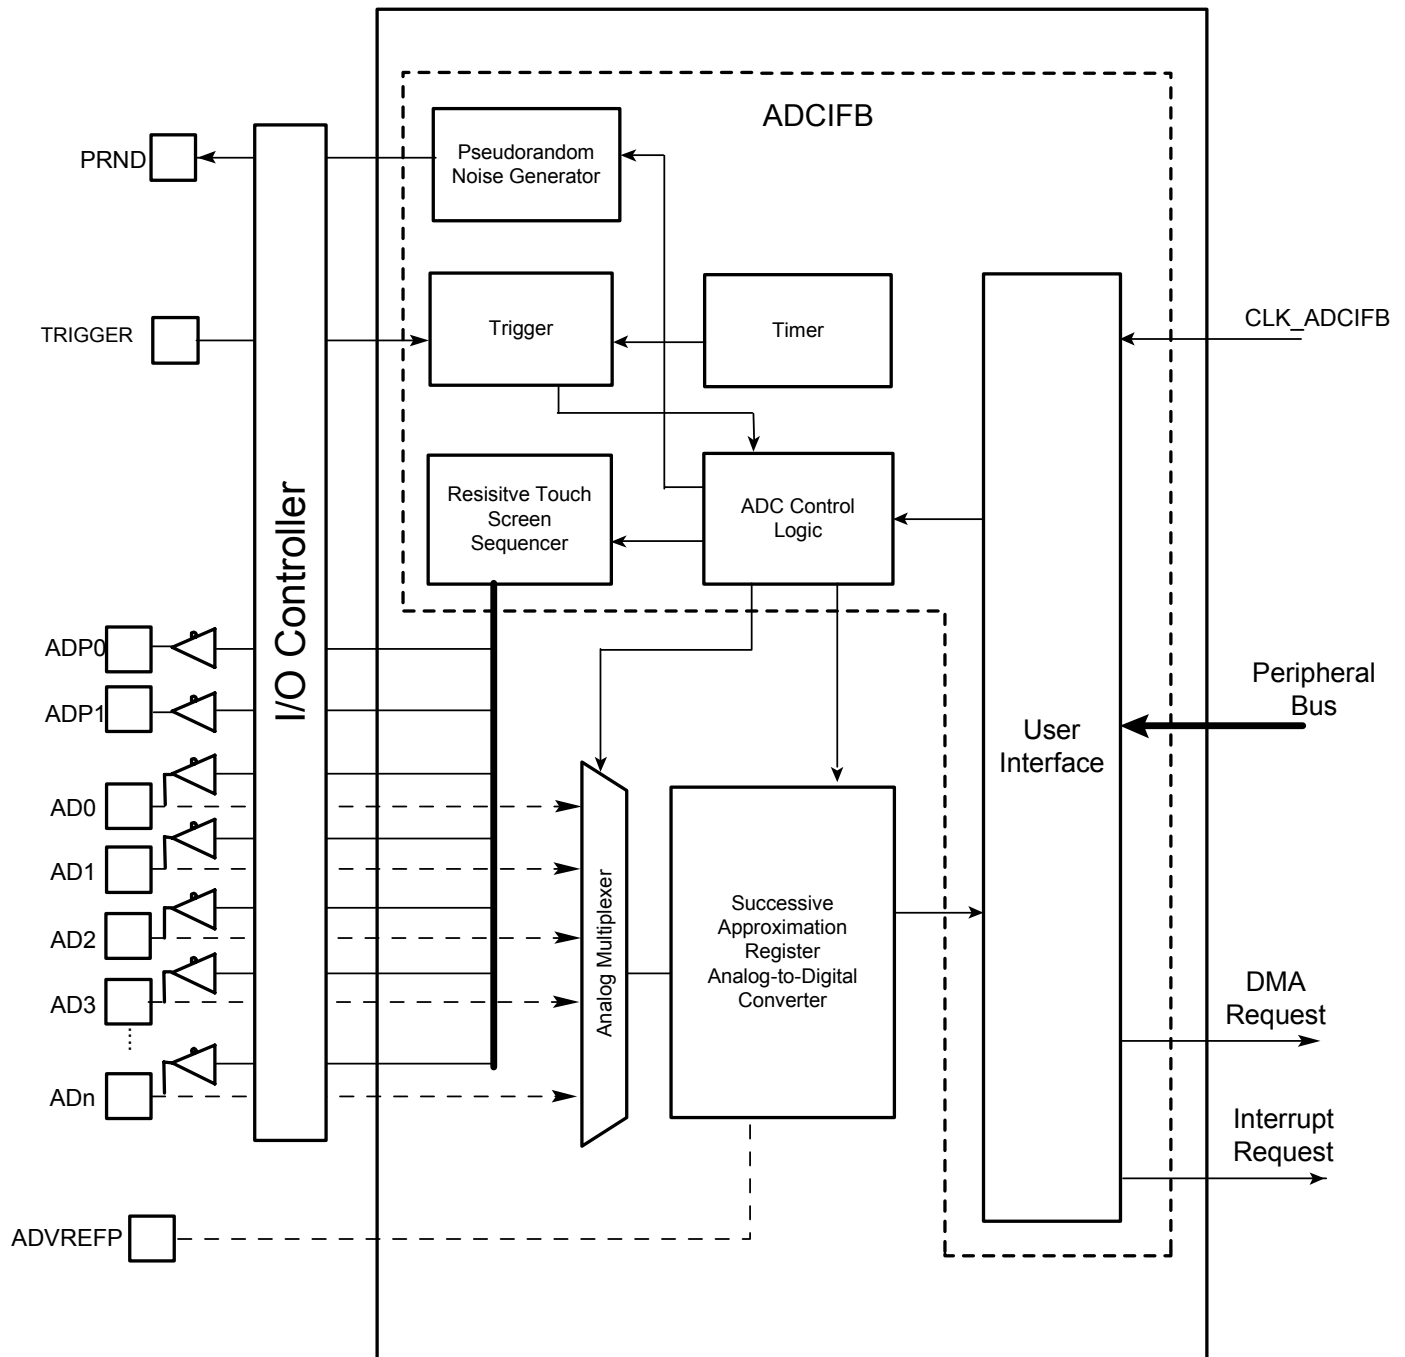 ADCIFB
PRND
Pseudorandom
Noise Generator
TRIGGER
Trigger
Timer
CLK_ADCIFB
I/O Controller
Resisitve Touch
Screen
Sequencer
ADC Control
Logic
ADP0
ADP1
AD0
AD1
AD2
AD3
ADn
Analog Multiplexer
Successive
Approximation
Register
Analog-to-Digital
Converter
User
Interface
Peripheral
Bus
DMA
Request
Interrupt
Request
ADVREFP